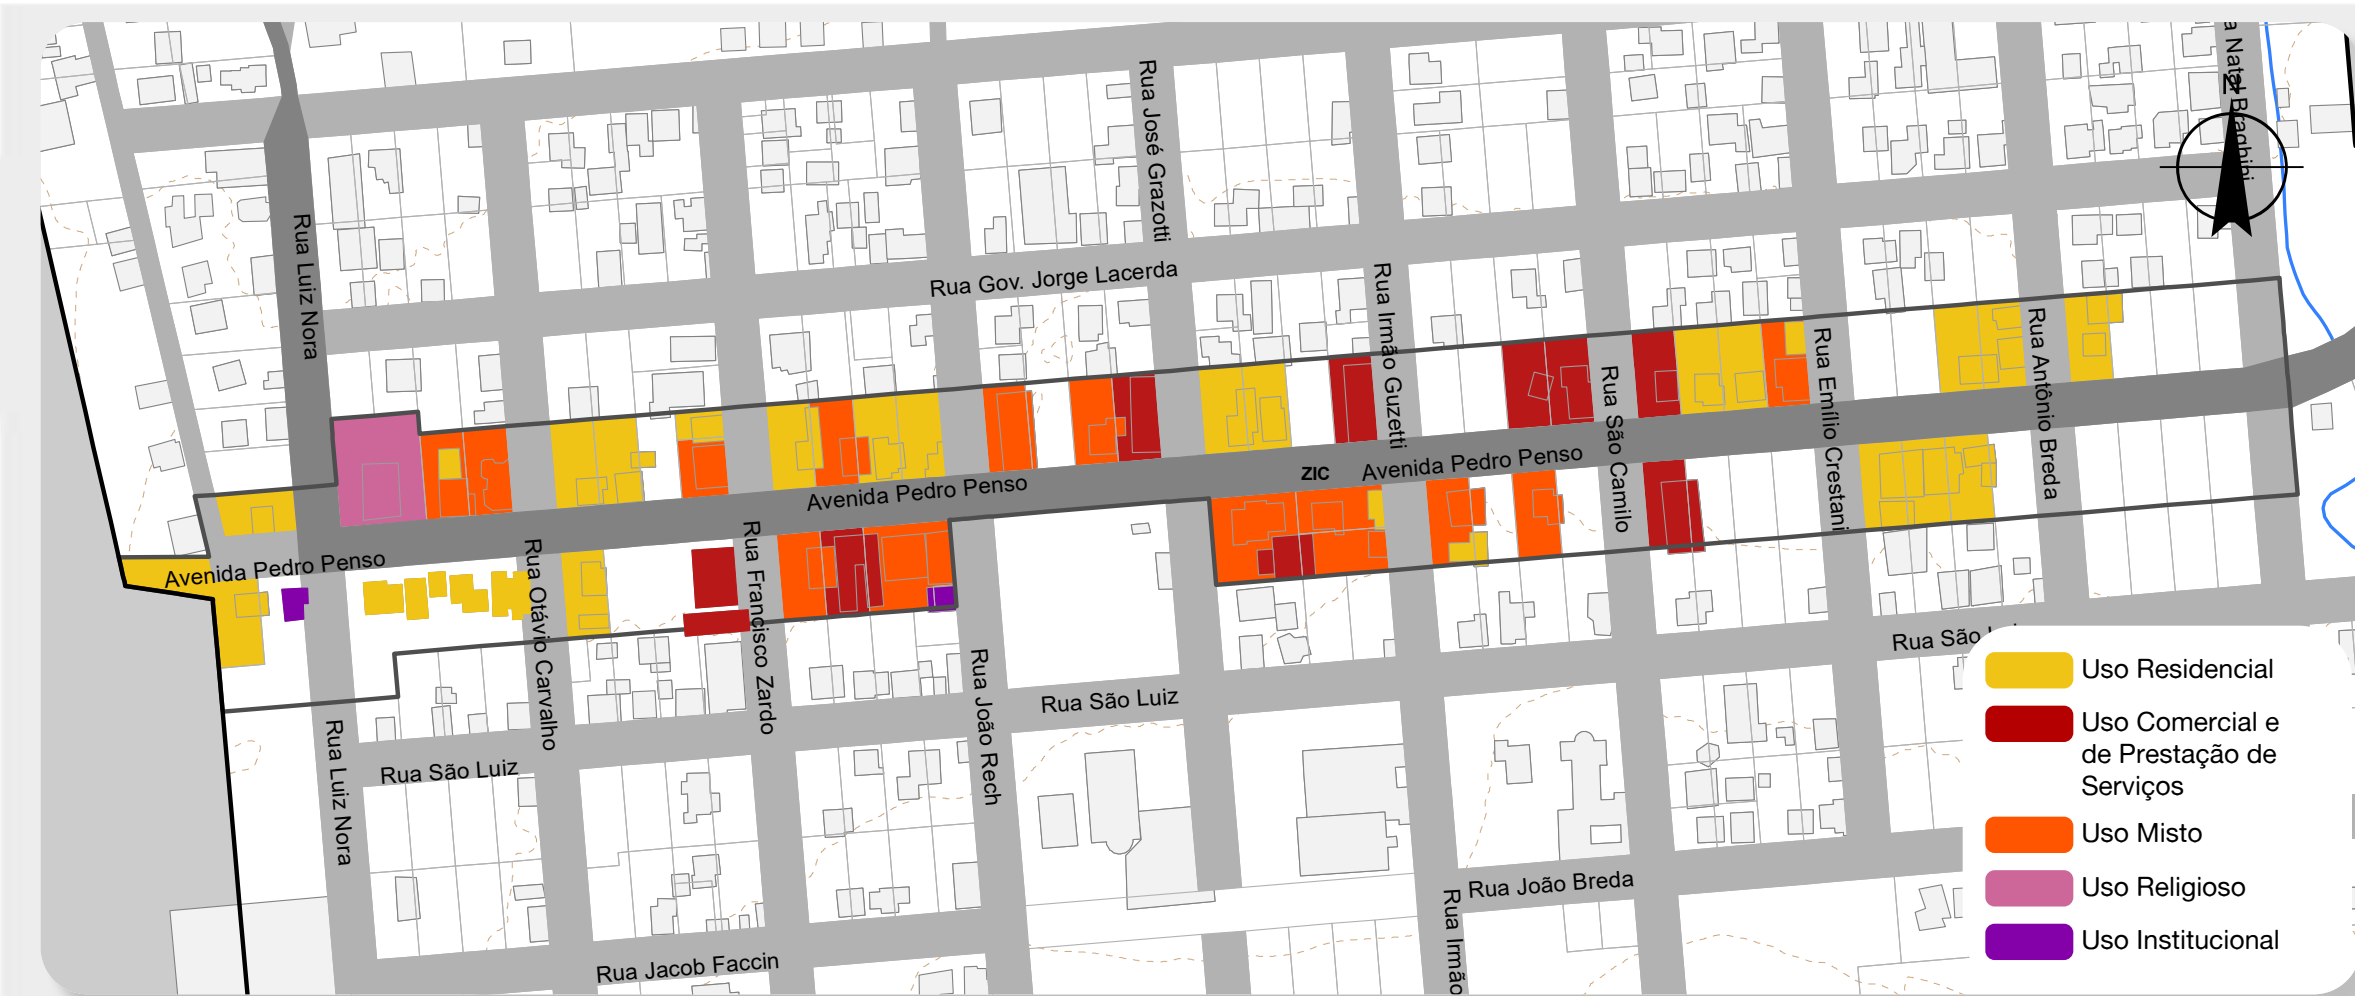 a Natal Braghini
N
Rua José Grazotti
Rua Luiz Nora
Rua Gov. Jorge Lacerda
Rua Irmão Guzetti
Rua Emílio Crestani
Rua Antônio Breda
Rua São Camilo
ZIC
Avenida Pedro Penso
Avenida Pedro Penso
Avenida Pedro Penso
Rua Otávio Carvalho
Rua Francisco Zardo
Rua João Rech
Rua São Luiz
Rua São
Rua Luiz Nora
Rua São Luiz
Rua João Breda
Rua Irmão
Rua Jacob Faccin
Uso Residencial
Uso Comercial e
de Prestação de
Serviços
Uso Misto
Uso Religioso
Uso Institucional